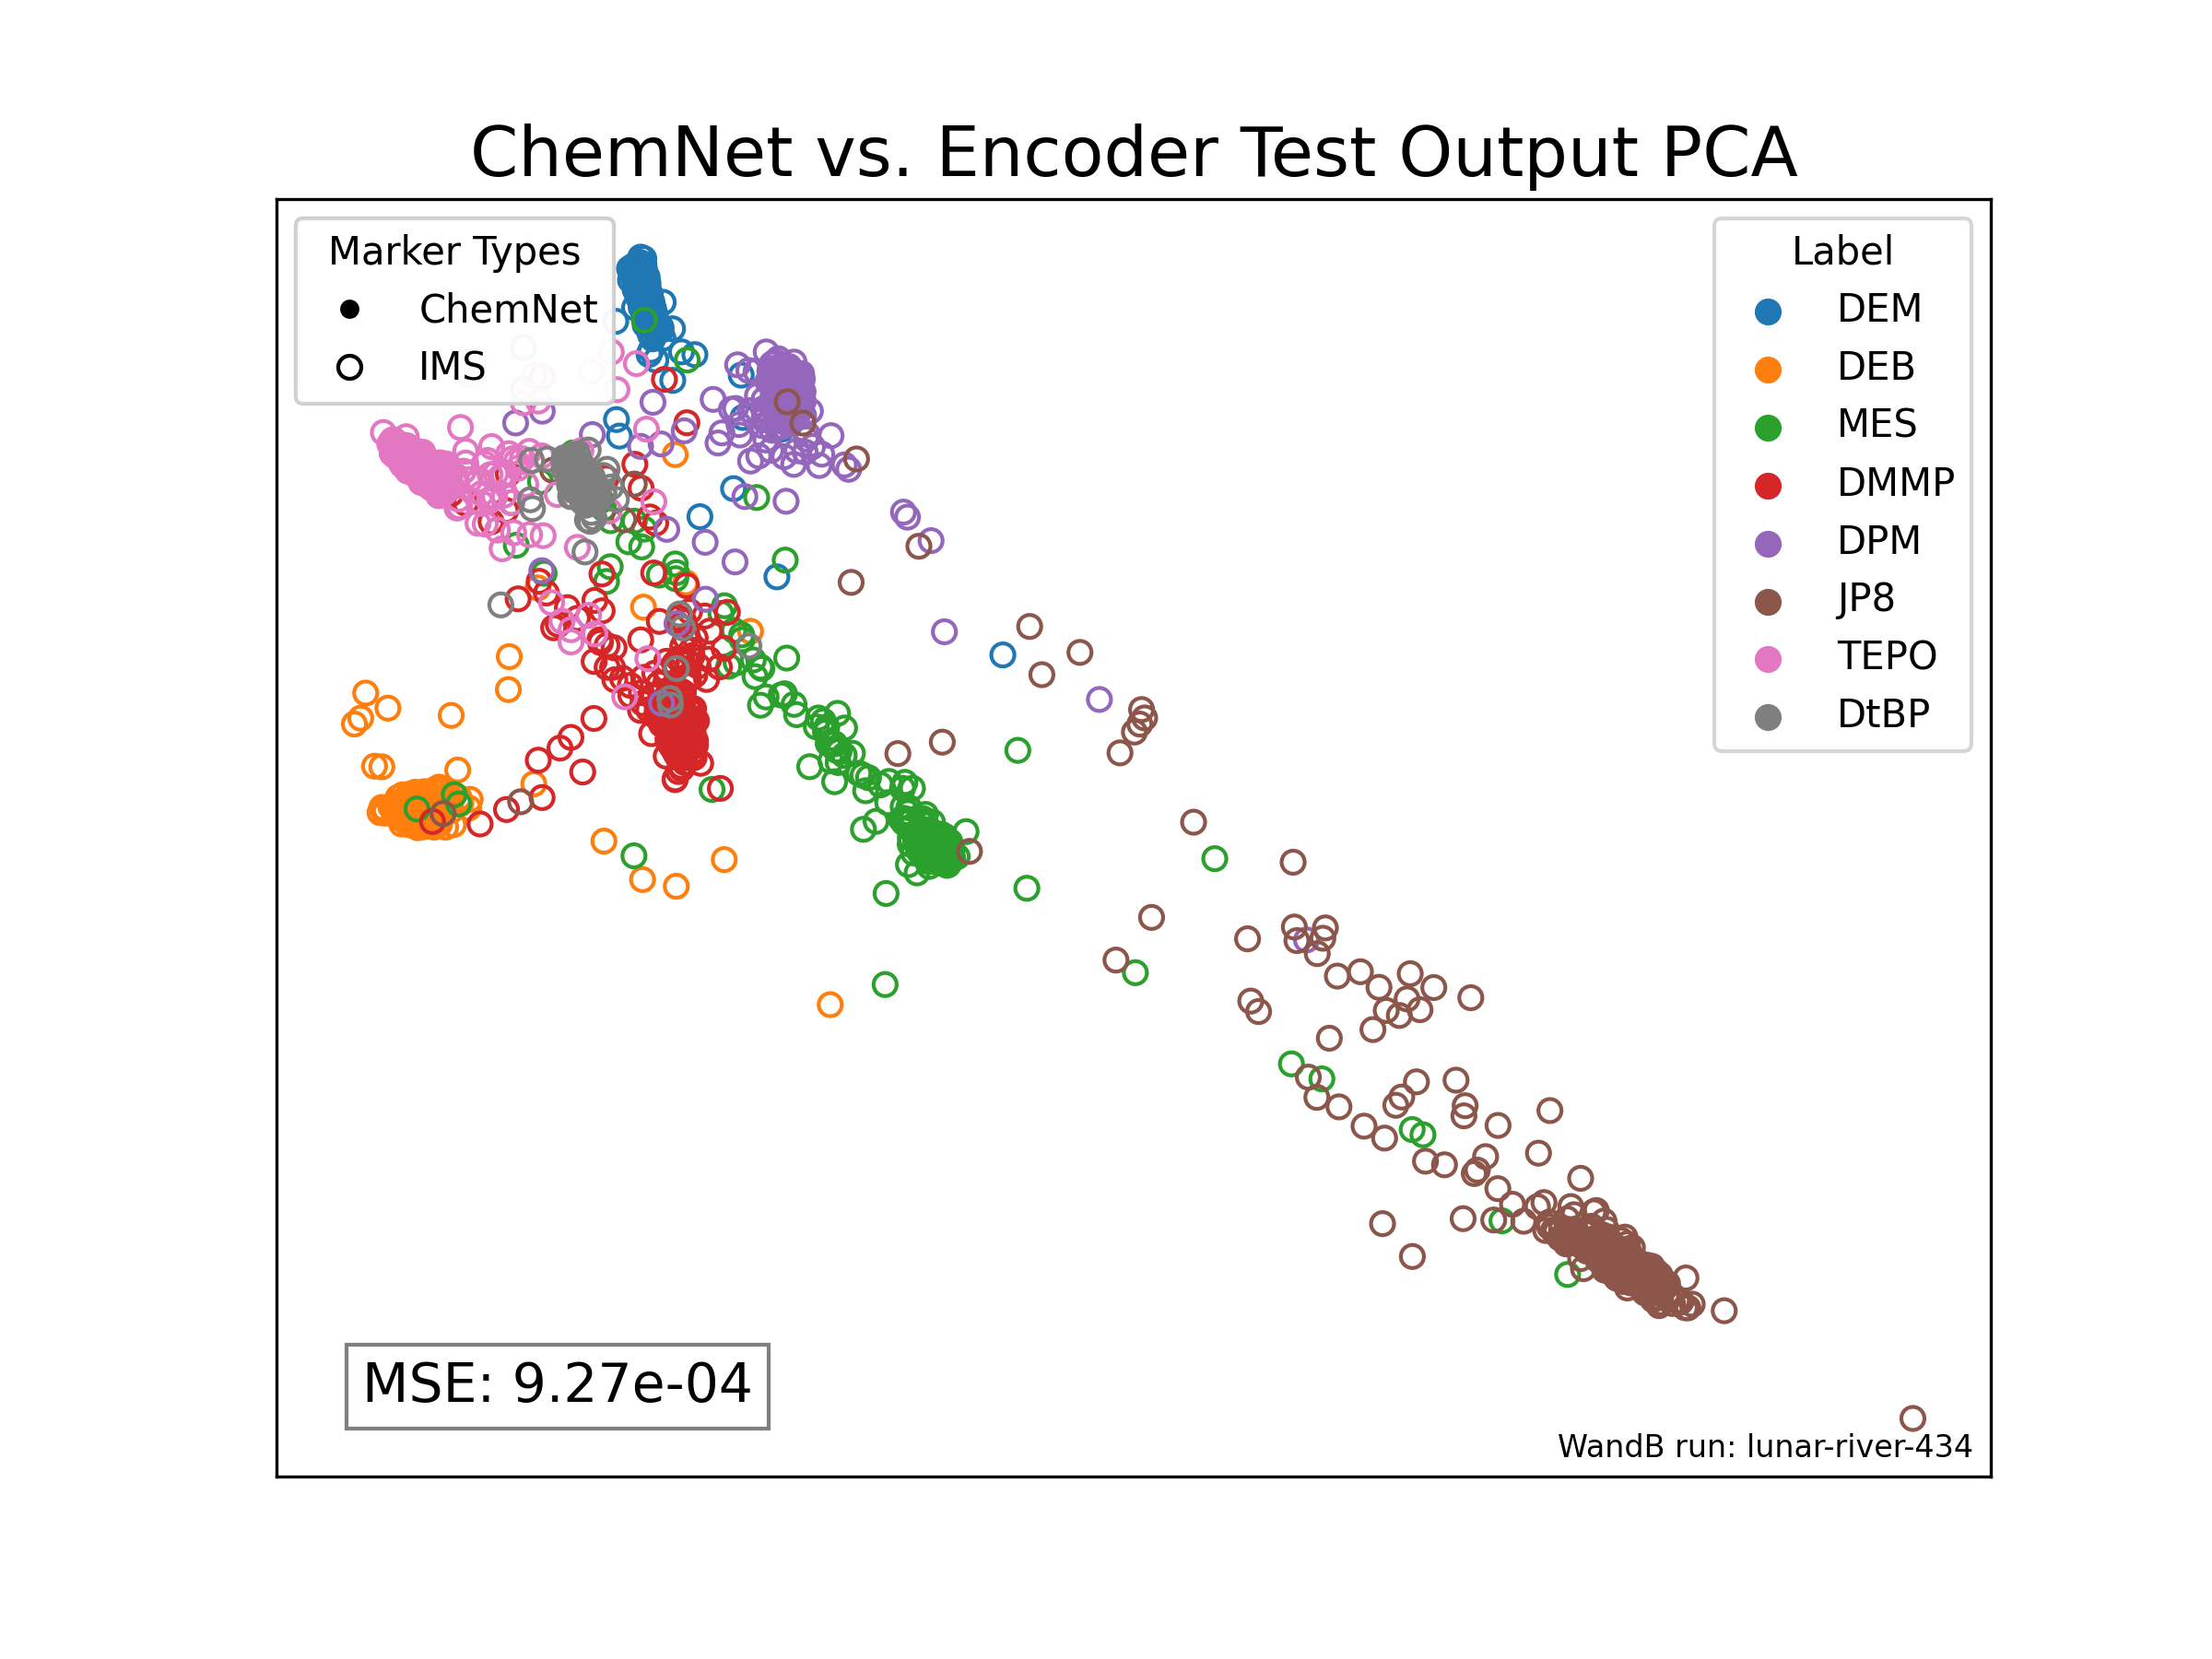 ChemNet vs. Encoder Test Output PCA
Marker Types
ChemNet
IMS
Label
DEM
DEB
MES
DMMP
DPM
JP8
TEPO
DtBP
MSE: 9.27e-04
WandB run: lunar-river-434